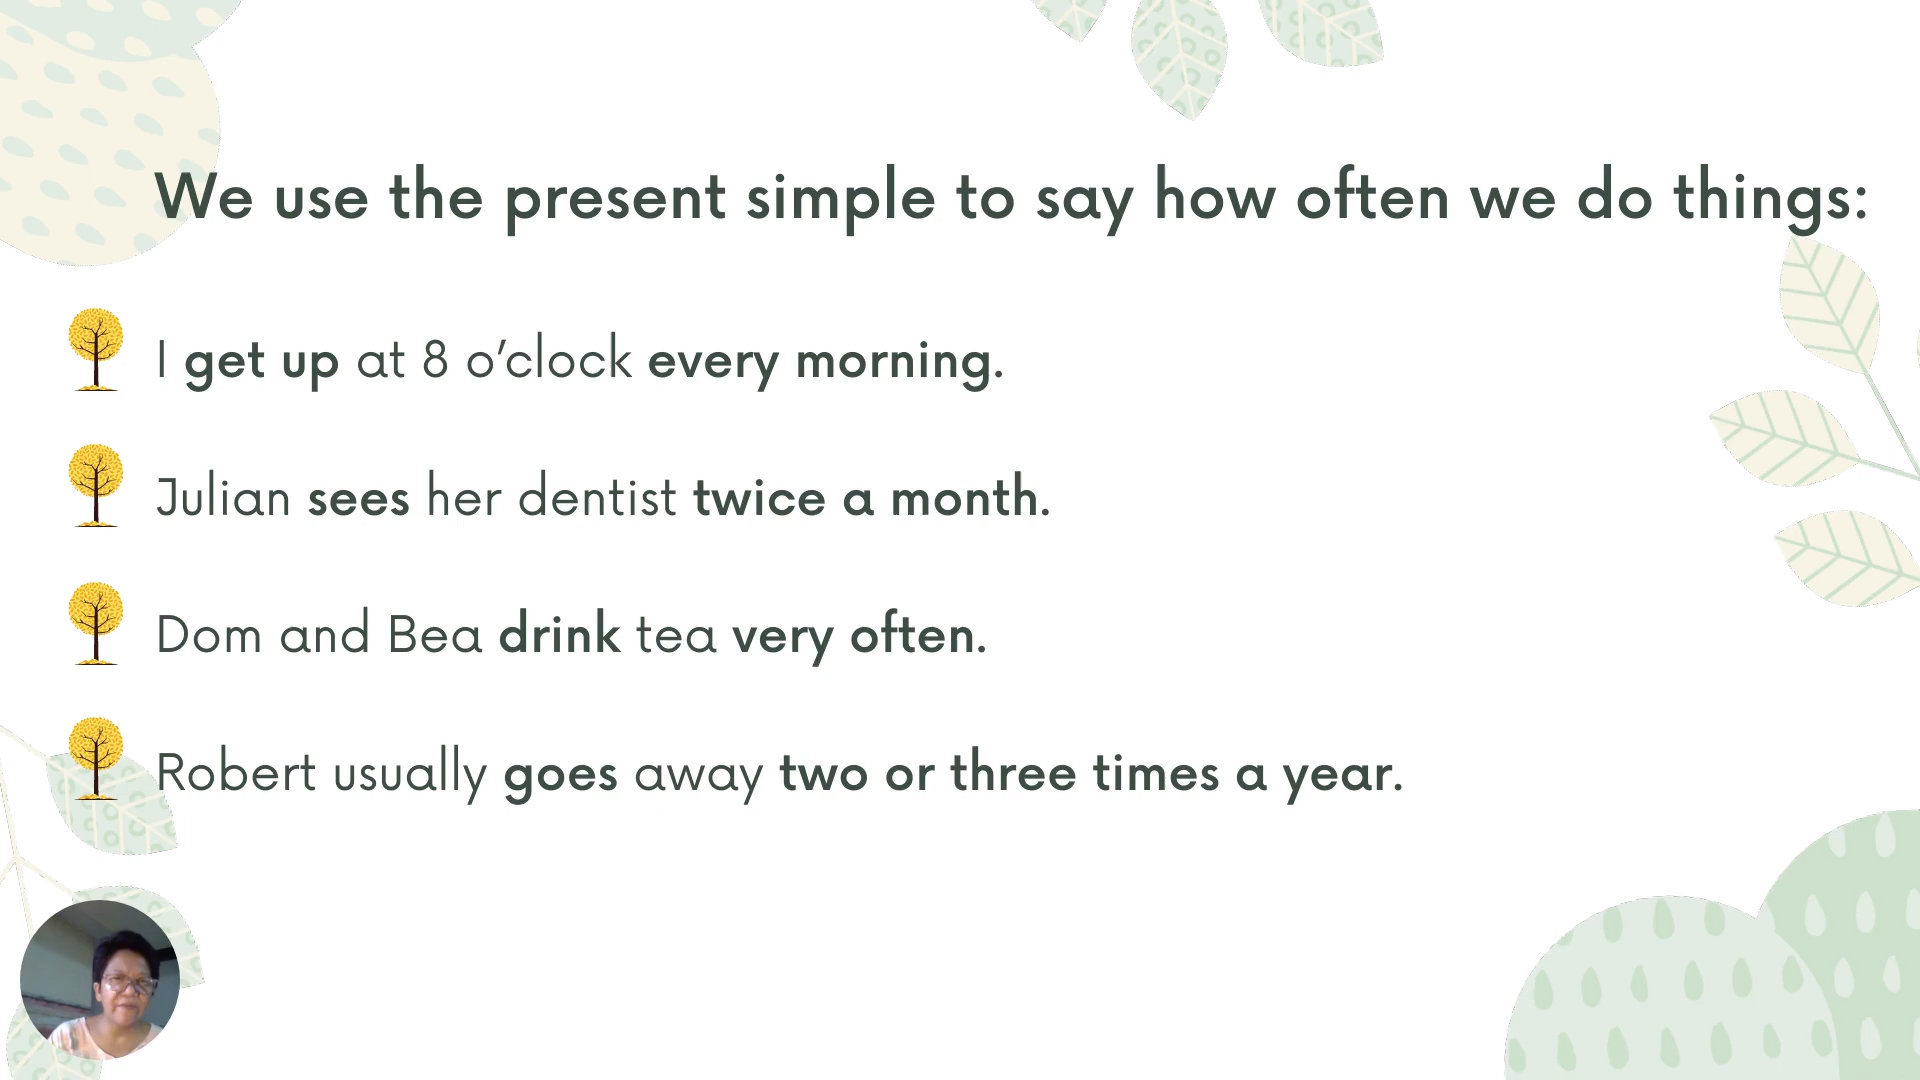 We use the present simple to say how often we do things:
I get up at 8 o’clock every morning.
Julian sees her dentist twice a month.
Dom and Bea drink tea very often.
Robert usually goes away two or three times a year.